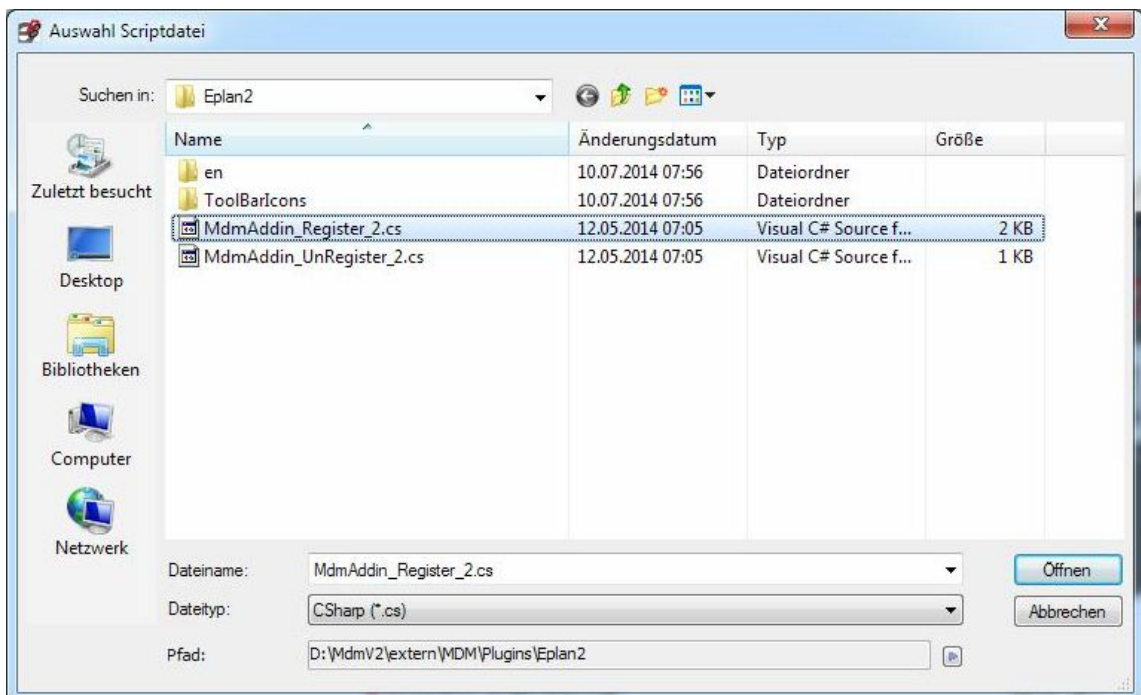 Auswahl Scriptdatei
Suchen in: Eplan2
Name Änderungsdatum Typ Größe
en 10.07.2014 07:56 Dateiordner
ToolBarIcons 10.07.2014 07:56 Dateiordner
MdmAddin_Register_2.cs 12.05.2014 07:05 Visual C# Source f... 2 KB
MdmAddin_UnRegister_2.cs 12.05.2014 07:05 Visual C# Source f... 1 KB
Zuletzt besucht
Desktop
Bibliotheken
Computer
Netzwerk
Dateiname: MdmAddin_Register_2.cs Öffnen
Dateityp: CSharp (*.cs) Abbrechen
Pfad: D:\MdmV2\extern\MDM\Plugins\Eplan2